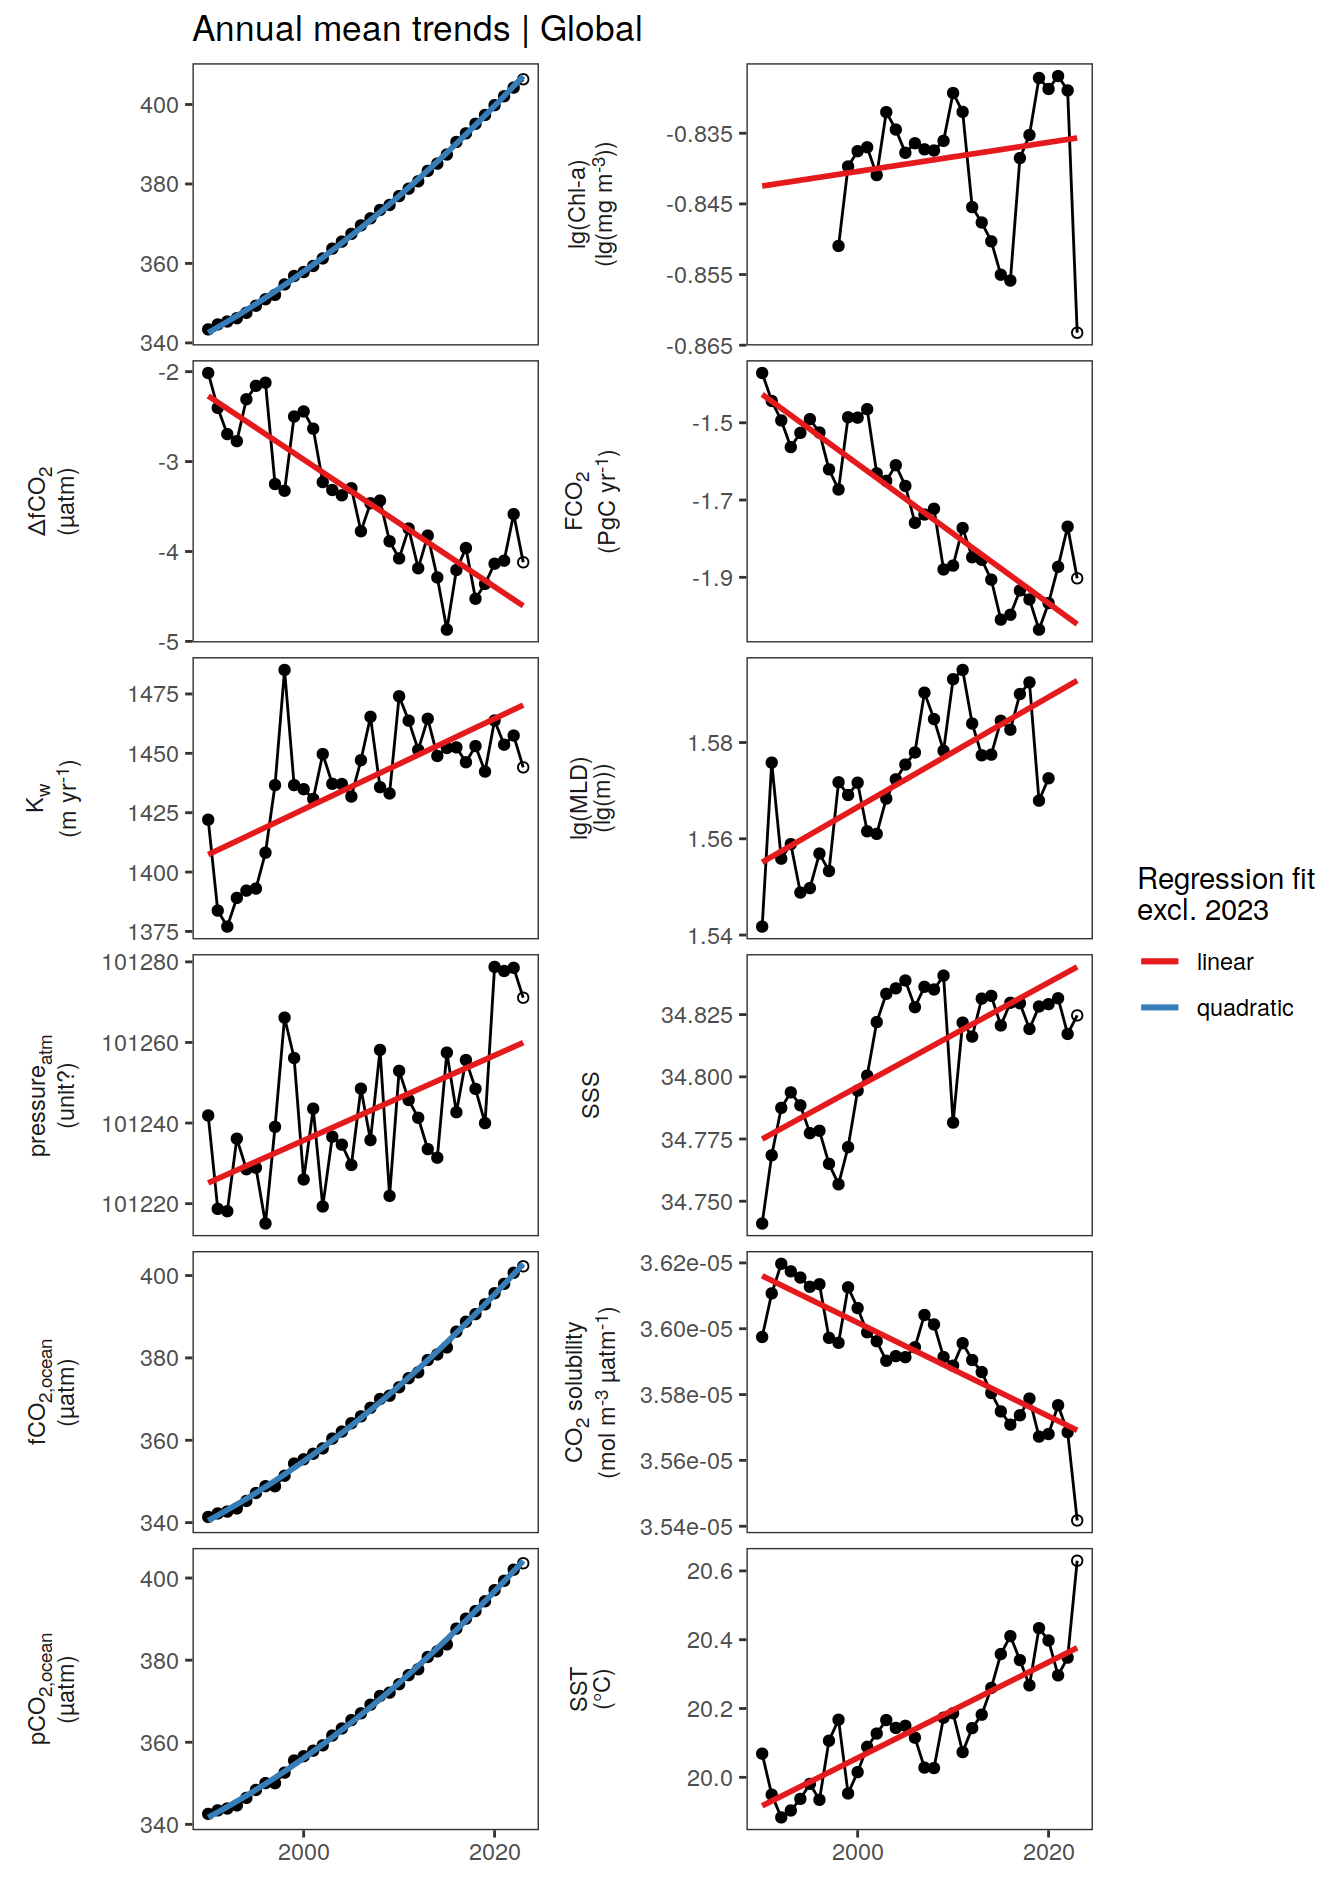 Annual mean trends | Global
400
380
360
340
lg(Chl-a)
(lg(mg m-3))
-0.835
-0.845
-0.855
-0.865
ΔfCO2
(µatm)
-2
-3
-4
-5
FCO2
(PgC yr-1)
-1.5
-1.7
-1.9
Kw
(m yr-1)
1475
1450
1425
1400
1375
lg(MLD)
(lg(m))
1.58
1.56
1.54
pressureatm
(unit?)
101280
101260
101240
101220
SSS
34.825
34.800
34.775
34.750
fCO2,ocean
(µatm)
400
380
360
340
CO2 solubility
(mol m-3 µatm-1)
3.62e-05
3.60e-05
3.58e-05
3.56e-05
3.54e-05
pCO2,ocean
(µatm)
400
380
360
340
2000 2020
SST
(°C)
20.6
20.4
20.2
20.0
2000 2020
Regression fit
excl. 2023
linear
quadratic